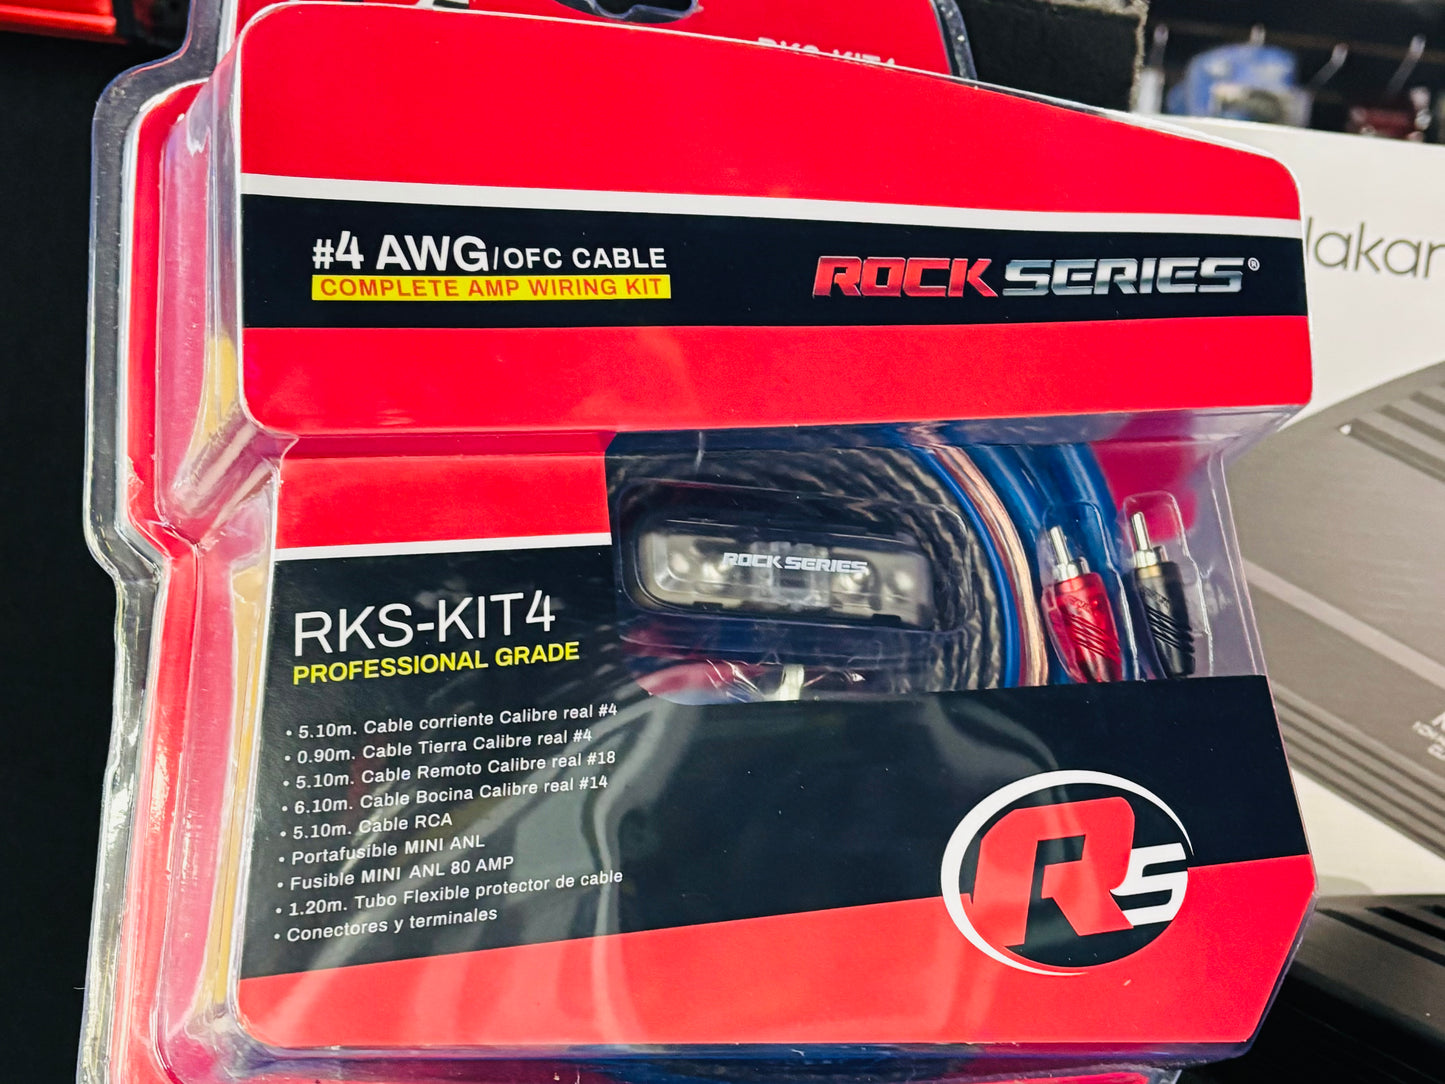 RKS-KIT4
#4 AWG/OFC CABLE
COMPLETE AMP WIRING KIT
ROCK SERIES®
ROCK SERIES
RKS-KIT4
PROFESSIONAL GRADE
• 5.10m. Cable corriente Calibre real #4
• 0.90m. Cable Tierra Calibre real #4
• 5.10m. Cable Remoto Calibre real #18
• 6.10m. Cable Bocina Calibre real #14
• 5.10m. Cable RCA
• Portafusible MINI ANL
• Fusible MINI ANL 80 AMP
• 1.20m. Tubo Flexible protector de cable
• Conectores y terminales
RS